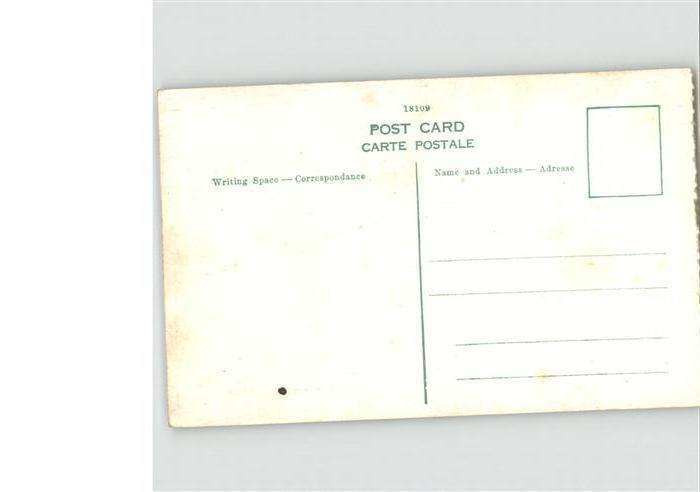 18109
POST CARD
CARTE POSTALE
Writing Space — Correspondance
Name and Address — Adresse